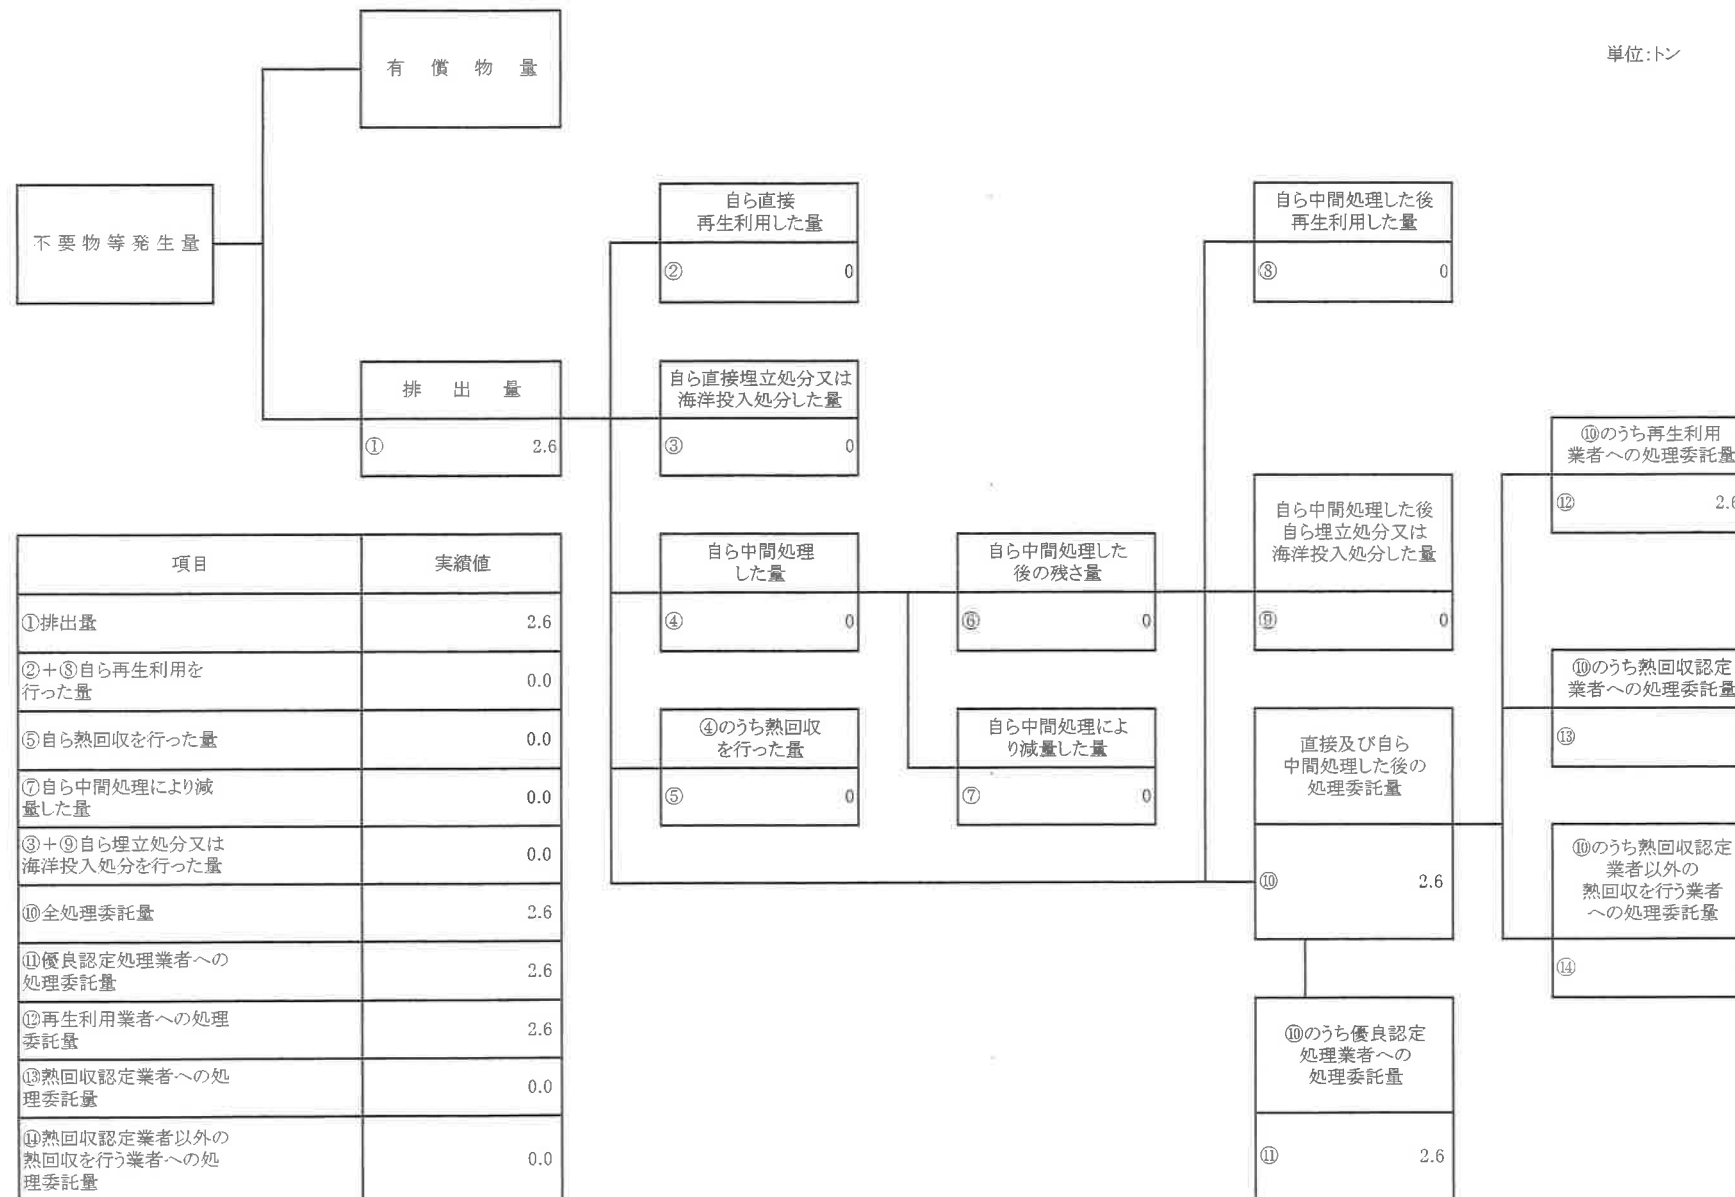 有償物量
単位:トン
不要物等発生量
自ら直接
再生利用した量
② 0
自ら中間処理した後
再生利用した量
⑧ 0
排出量
① 2.6
自ら直接埋立処分又は
海洋投入処分した量
③ 0
⑩のうち再生利用
業者への処理委託量
⑫ 2.6
自ら中間処理した後
自ら埋立処分又は
海洋投入処分した量
⑨ 0
自ら中間処理
した量
④ 0
自ら中間処理した
後の残さ量
⑥ 0
⑩のうち熱回収認定
業者への処理委託量
⑬
④のうち熱回収
を行った量
⑤ 0
自ら中間処理によ
り減量した量
⑦ 0
直接及び自ら
中間処理した後の
処理委託量
⑩ 2.6
⑩のうち熱回収認定
業者以外の
熱回収を行う業者
への処理委託量
⑭
⑩のうち優良認定
処理業者への
処理委託量
⑪ 2.6
項目 実績値
①排出量 2.6
②+⑧自ら再生利用を
行った量 0.0
⑤自ら熱回収を行った量 0.0
⑦自ら中間処理により減
量した量 0.0
③+⑨自ら埋立処分又は
海洋投入処分を行った量 0.0
⑩全処理委託量 2.6
⑪優良認定処理業者への
処理委託量 2.6
⑫再生利用業者への処理
委託量 2.6
⑬熱回収認定業者への処
理委託量 0.0
⑭熱回収認定業者以外の
熱回収を行う業者への処
理委託量 0.0